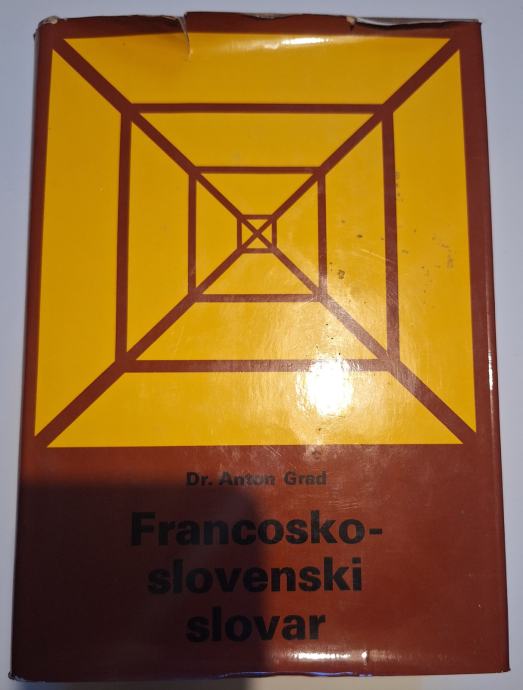 Dr. Anton Grad
Francosko-
slovenski
slovar